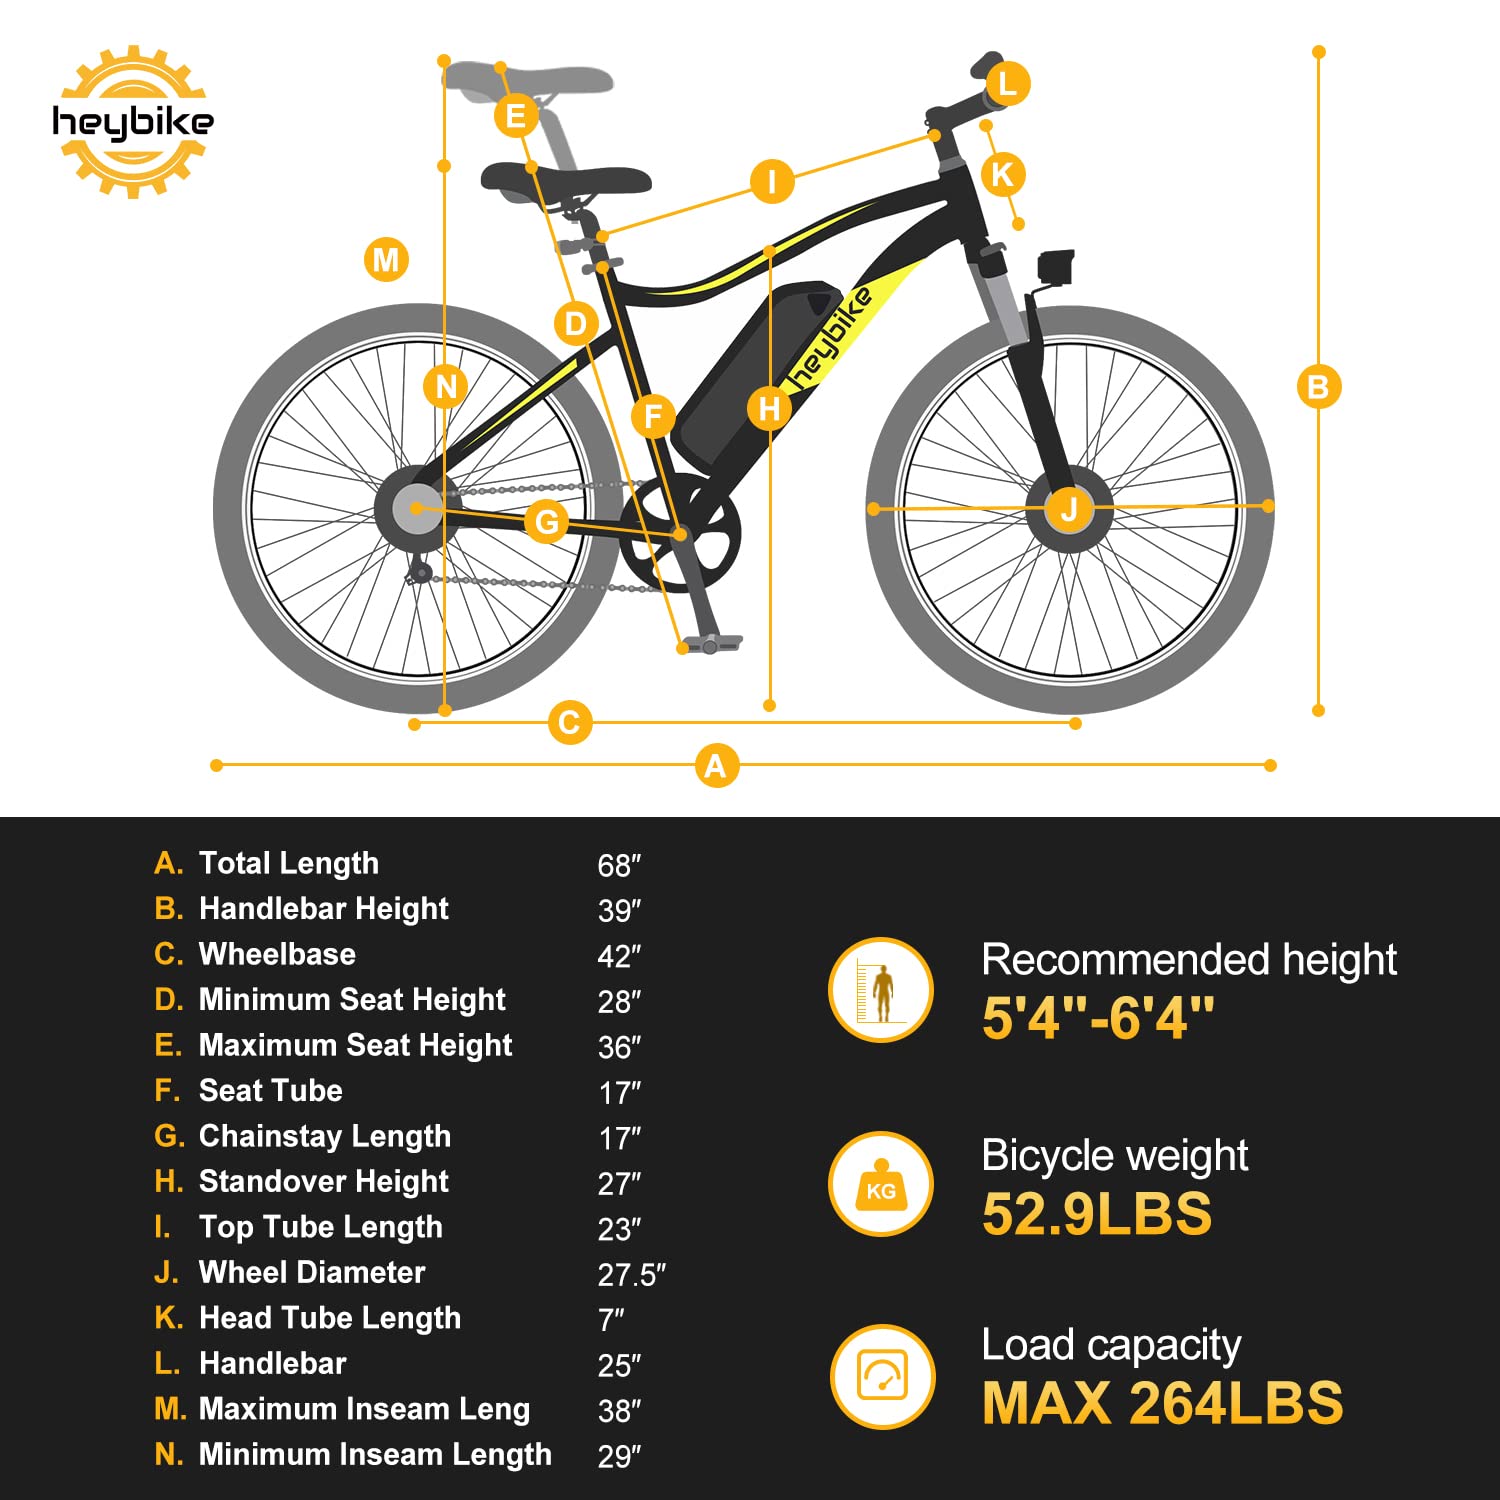 heybike
E
L
I
K
M
D
heybike
N
F
H
B
G
J
C
A
A. Total Length 68″
B. Handlebar Height 39″
C. Wheelbase 42″
D. Minimum Seat Height 28″
E. Maximum Seat Height 36″
F. Seat Tube 17″
G. Chainstay Length 17″
H. Standover Height 27″
I. Top Tube Length 23″
J. Wheel Diameter 27.5″
K. Head Tube Length 7″
L. Handlebar 25″
M. Maximum Inseam Leng 38″
N. Minimum Inseam Length 29″
Recommended height
5'4"-6'4"
KG
Bicycle weight
52.9LBS
Load capacity
MAX 264LBS